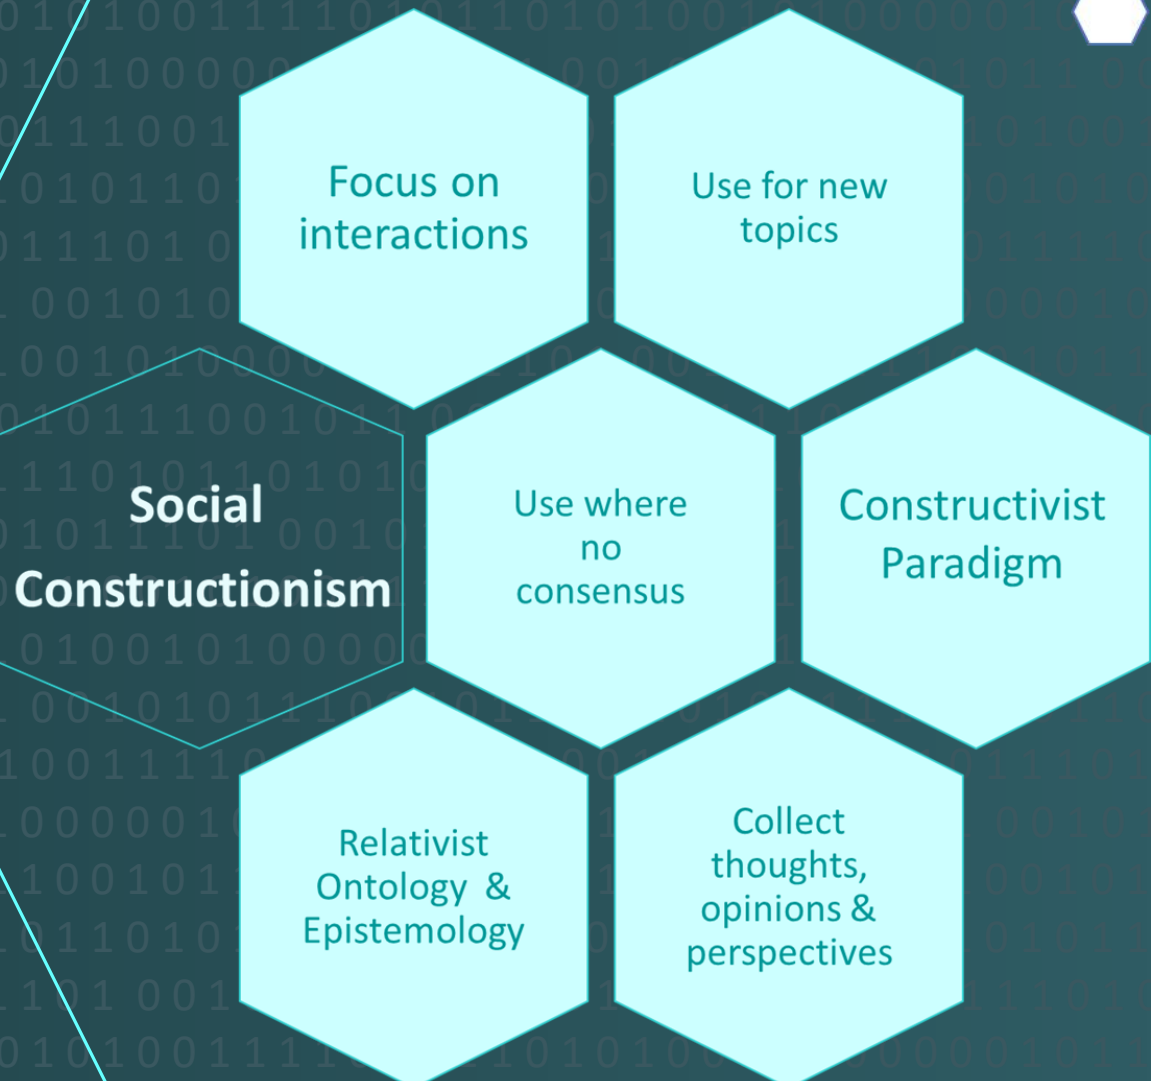 Focus on
interactions
Use for new
topics
Social
Constructionism
Use where
no
consensus
Constructivist
Paradigm
Relativist
Ontology &
Epistemology
Collect
thoughts,
opinions &
perspectives